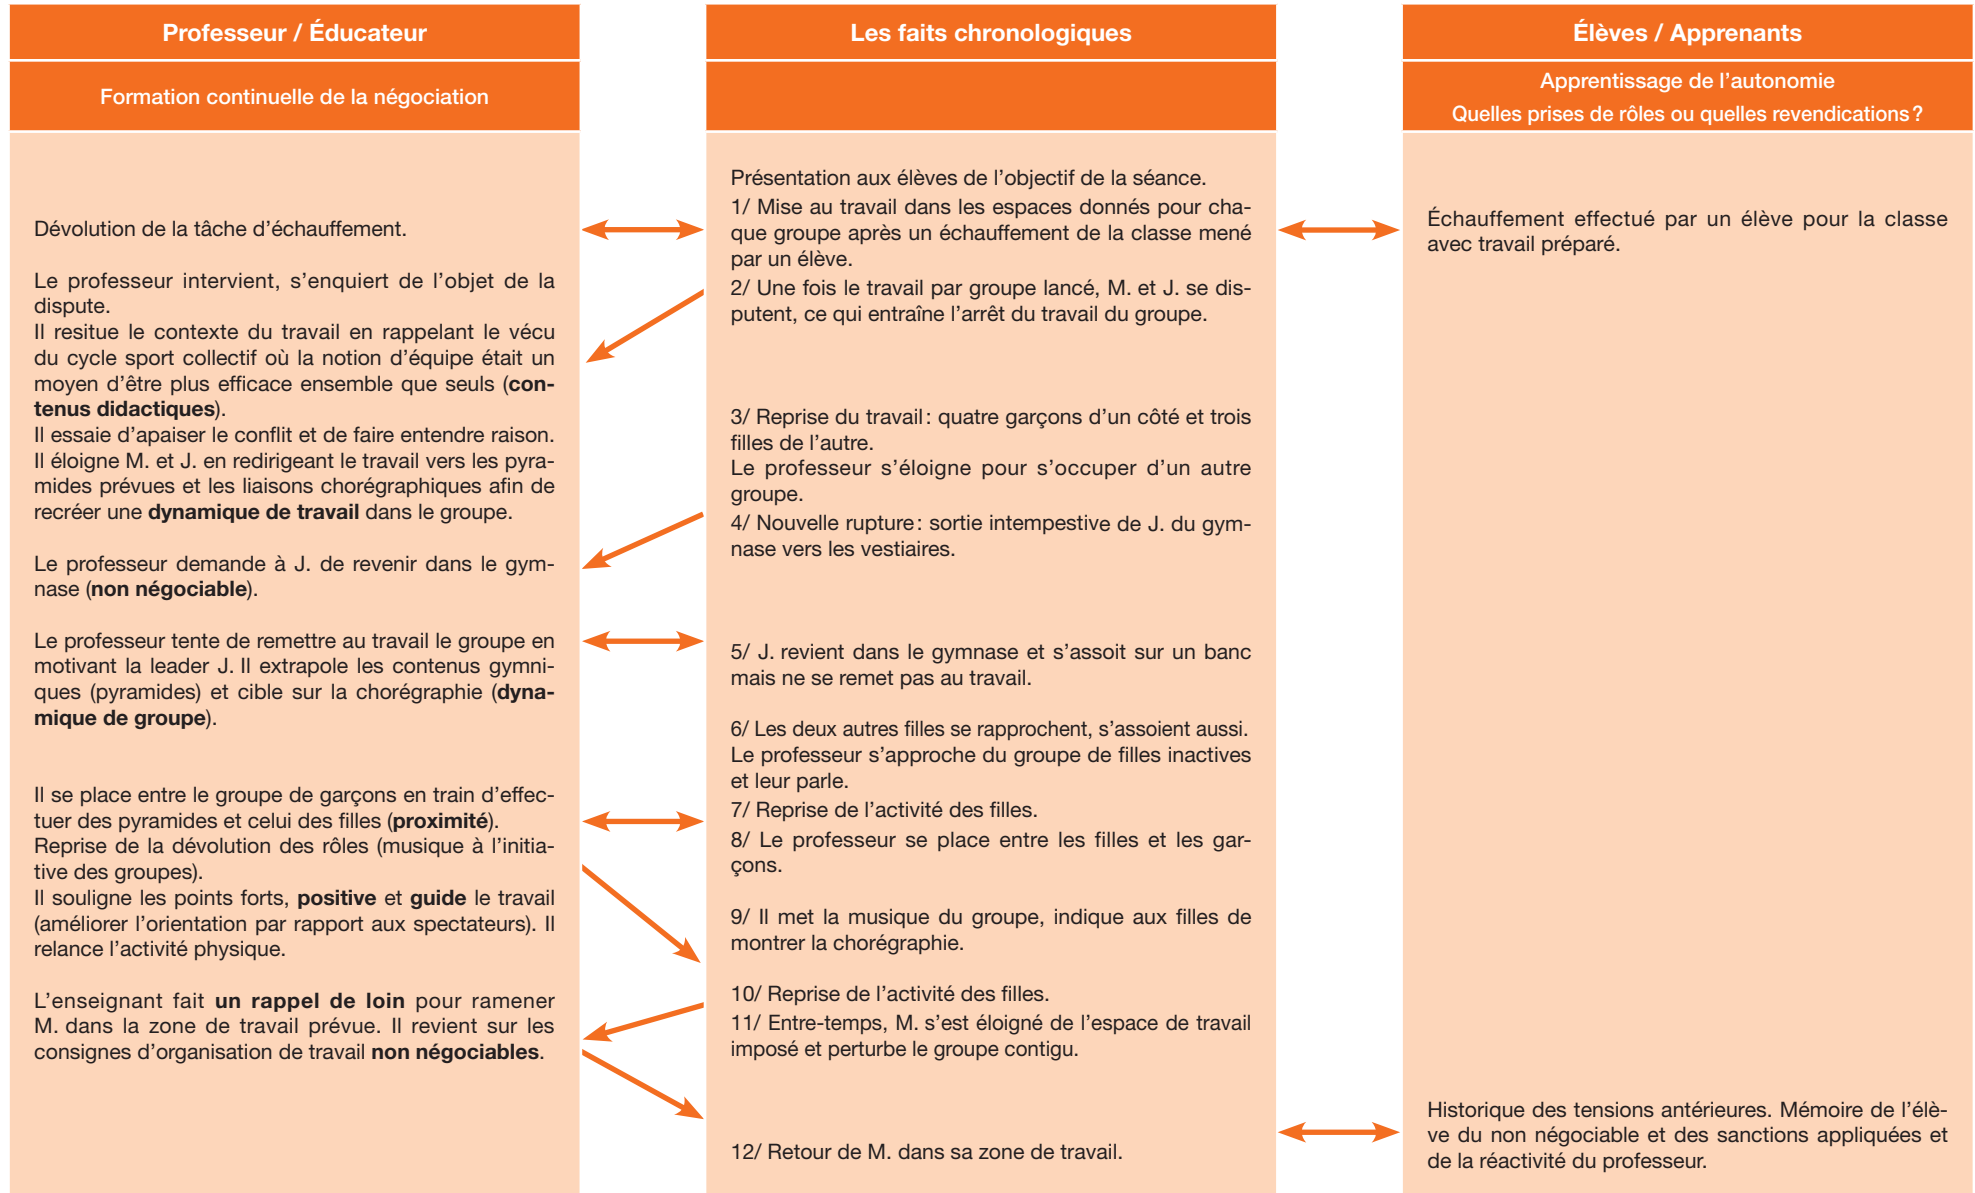 Professeur / Éducateur
Formation continuelle de la négociation
Dévolution de la tâche d’échauffement.
Le professeur intervient, s’enquiert de l’objet de la
dispute.
Il resitue le contexte du travail en rappelant le vécu
du cycle sport collectif où la notion d’équipe était un
moyen d’être plus efficace ensemble que seuls (con-
tenus didactiques).
Il essaie d’apaiser le conflit et de faire entendre raison.
Il éloigne M. et J. en redirigeant le travail vers les pyra-
mides prévues et les liaisons chorégraphiques afin de
recréer une dynamique de travail dans le groupe.
Le professeur demande à J. de revenir dans le gym-
nase (non négociable).
Le professeur tente de remettre au travail le groupe en
motivant la leader J. Il extrapole les contenus gymni-
ques (pyramides) et cible sur la chorégraphie (dyna-
mique de groupe).
Il se place entre le groupe de garçons en train d’effec-
tuer des pyramides et celui des filles (proximité).
Reprise de la dévolution des rôles (musique à l’initia-
tive des groupes).
Il souligne les points forts, positive et guide le travail
(améliorer l’orientation par rapport aux spectateurs). Il
relance l’activité physique.
L’enseignant fait un rappel de loin pour ramener
M. dans la zone de travail prévue. Il revient sur les
consignes d’organisation de travail non négociables.
Les faits chronologiques
Présentation aux élèves de l’objectif de la séance.
1/ Mise au travail dans les espaces donnés pour cha-
que groupe après un échauffement de la classe mené
par un élève.
2/ Une fois le travail par groupe lancé, M. et J. se dis-
putent, ce qui entraîne l’arrêt du travail du groupe.
3/ Reprise du travail : quatre garçons d’un côté et trois
filles de l’autre.
Le professeur s’éloigne pour s’occuper d’un autre
groupe.
4/ Nouvelle rupture : sortie intempestive de J. du gym-
nase vers les vestiaires.
5/ J. revient dans le gymnase et s’assoit sur un banc
mais ne se remet pas au travail.
6/ Les deux autres filles se rapprochent, s’assoient aussi.
Le professeur s’approche du groupe de filles inactives
et leur parle.
7/ Reprise de l’activité des filles.
8/ Le professeur se place entre les filles et les gar-
çons.
9/ Il met la musique du groupe, indique aux filles de
montrer la chorégraphie.
10/ Reprise de l’activité des filles.
11/ Entre-temps, M. s’est éloigné de l’espace de travail
imposé et perturbe le groupe contigu.
12/ Retour de M. dans sa zone de travail.
Élèves / Apprenants
Apprentissage de l’autonomie
Quelles prises de rôles ou quelles revendications ?
Échauffement effectué par un élève pour la classe
avec travail préparé.
Historique des tensions antérieures. Mémoire de l’élè-
ve du non négociable et des sanctions appliquées et
de la réactivité du professeur.